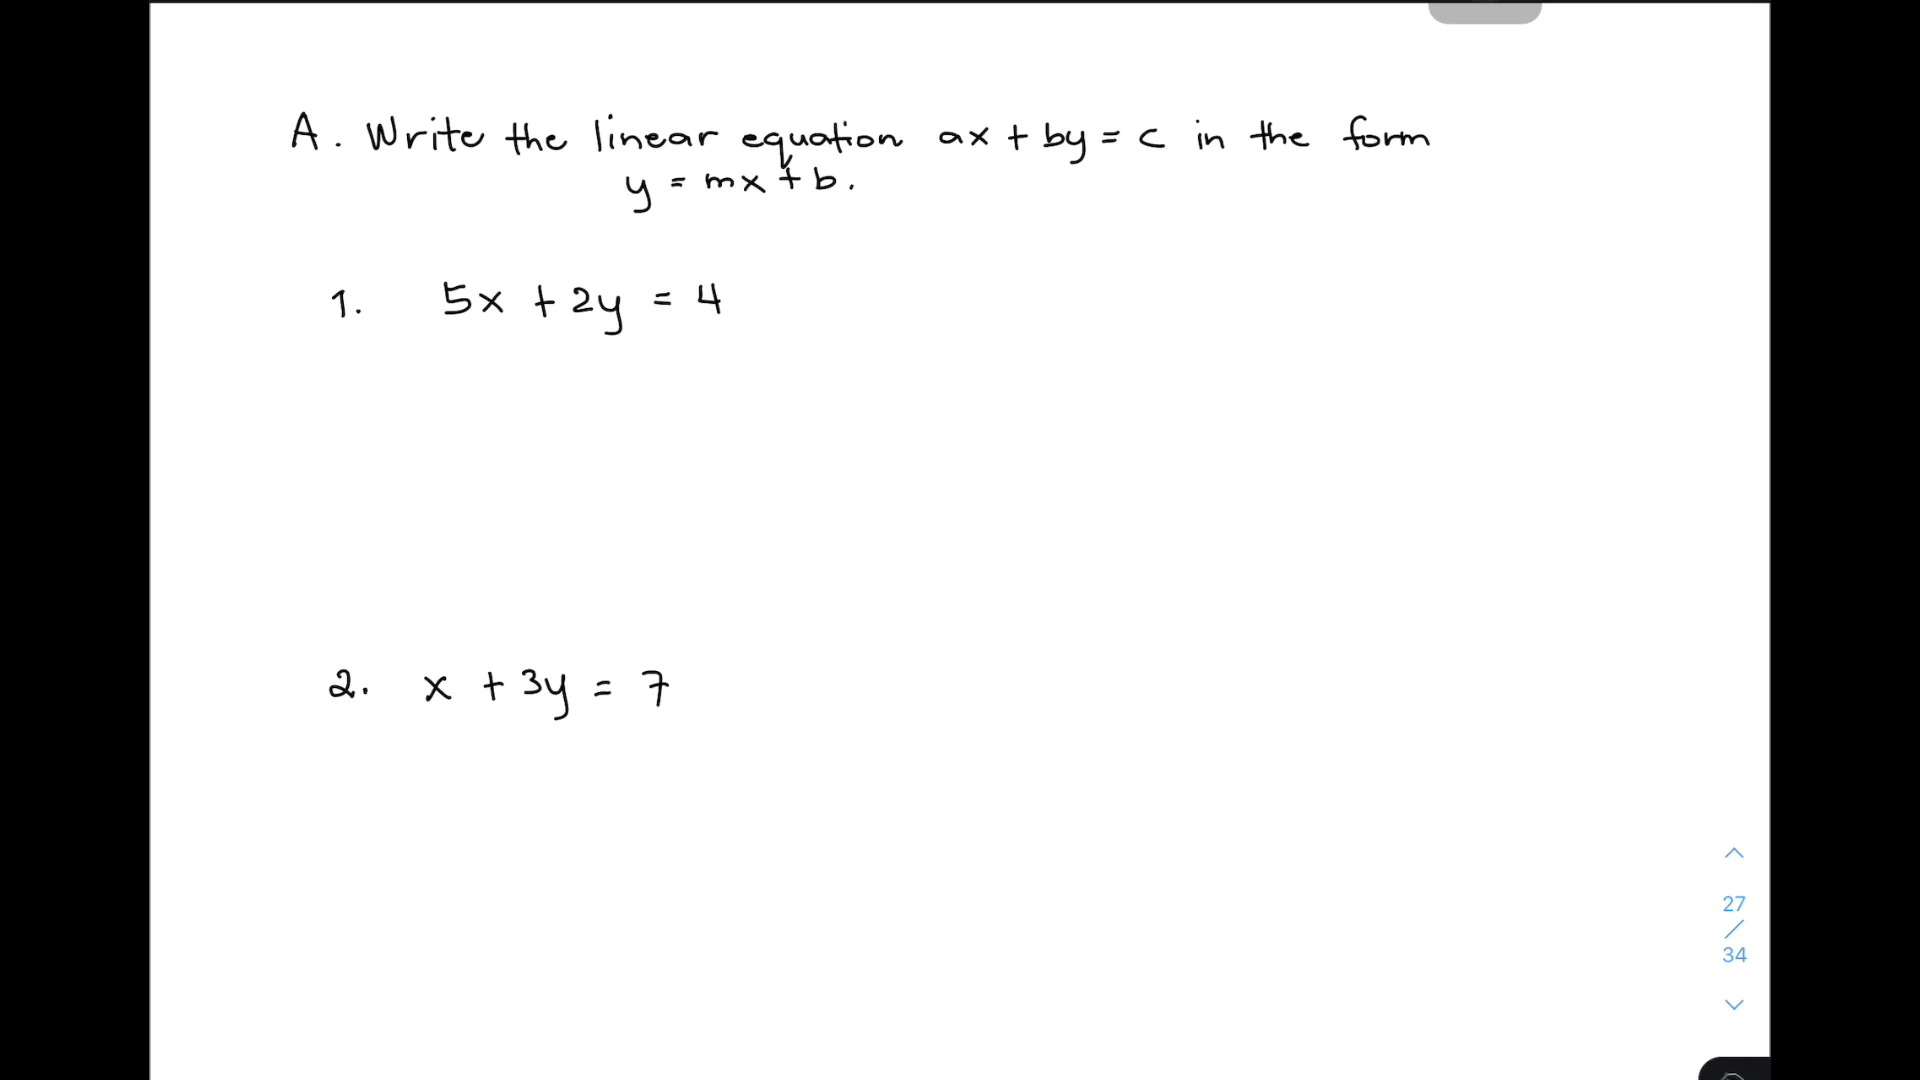 A. Write the linear equation ax + by = c in the form
y = mx + b.
1. 5x + 2y = 4
2. x + 3y = 7
27
/
34